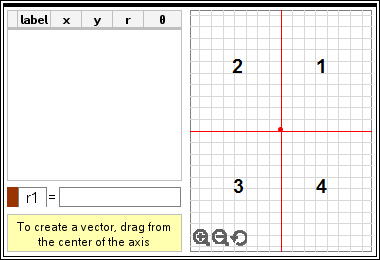 label x y r θ
2 1
3 4
r1 =
To create a vector, drag from
the center of the axis